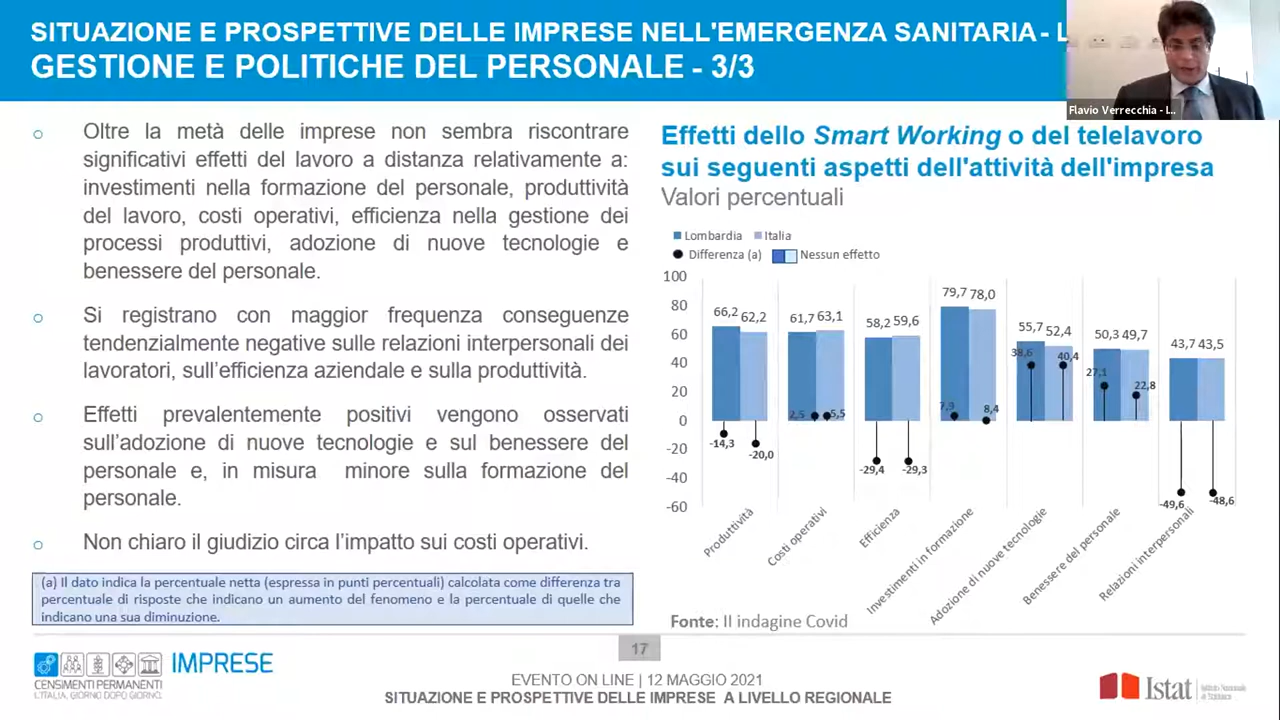 SITUAZIONE E PROSPETTIVE DELLE IMPRESE NELL'EMERGENZA SANITARIA - L
GESTIONE E POLITICHE DEL PERSONALE - 3/3
Flavio Verrecchia - I...
Oltre la metà delle imprese non sembra riscontrare
significativi effetti del lavoro a distanza relativamente a:
investimenti nella formazione del personale, produttività
del lavoro, costi operativi, efficienza nella gestione dei
processi produttivi, adozione di nuove tecnologie e
benessere del personale.
Si registrano con maggior frequenza conseguenze
tendenzialmente negative sulle relazioni interpersonali dei
lavoratori, sull'efficienza aziendale e sulla produttività.
Effetti prevalentemente positivi vengono osservati
sull'adozione di nuove tecnologie e sul benessere del
personale e, in misura minore sulla formazione del
personale.
Non chiaro il giudizio circa l'impatto sui costi operativi.
(a) Il dato indica la percentuale netta (espressa in punti percentuali) calcolata come differenza tra
percentuale di risposte che indicano un aumento del fenomeno e la percentuale di quelle che
indicano una sua diminuzione.
Effetti dello Smart Working o del telelavoro
sui seguenti aspetti dell'attività dell'impresa
Valori percentuali
Lombardia Italia
Differenza (a) Nessun effetto
100
80
60
40
20
0
-20
-40
-60
66,2 62,2
61,7 63,1
58,2 59,6
79,7 78,0
55,7 52,4
50,3 49,7
43,7 43,5
-14,3
-20,0
2,5
5,5
-29,4
-29,3
7,9
8,4
38,6
40,4
27,1
22,8
-49,6
-48,6
Produttività
Costi operativi
Efficienza
Investimenti in formazione
Adozione di nuove tecnologie
Benessere del personale
Relazioni interpersonali
Fonte: II indagine Covid
17
IMPRESE
CENSIMENTI PERMANENTI
L'ITALIA, GIORNO DOPO GIORNO.
EVENTO ON LINE | 12 MAGGIO 2021
SITUAZIONE E PROSPETTIVE DELLE IMPRESE A LIVELLO REGIONALE
Istat
Istituto Nazionale
di Statistica